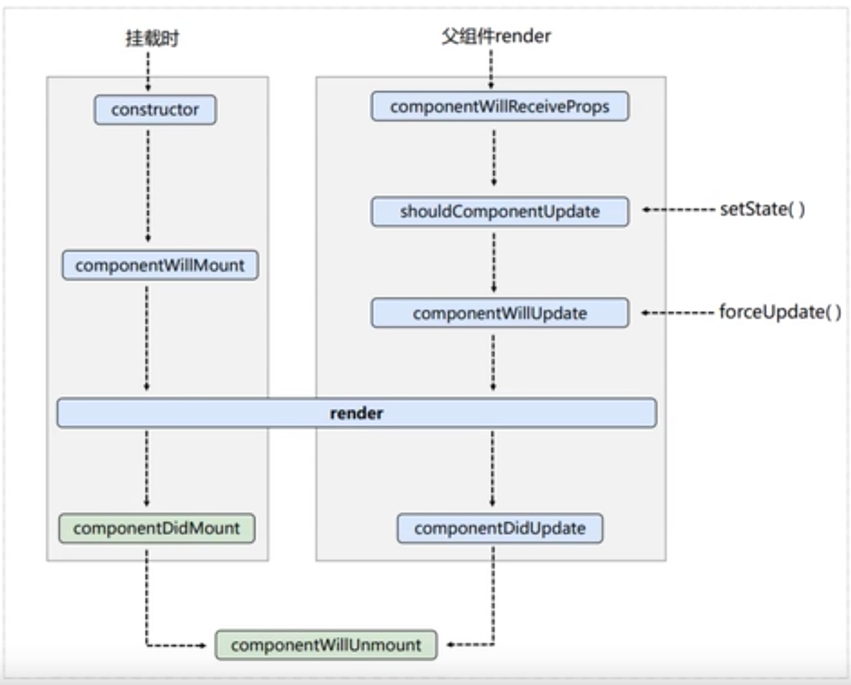 挂载时
constructor
componentWillMount
父组件render
componentWillReceiveProps
shouldComponentUpdate
setState( )
componentWillUpdate
forceUpdate( )
render
componentDidMount
componentDidUpdate
componentWillUnmount